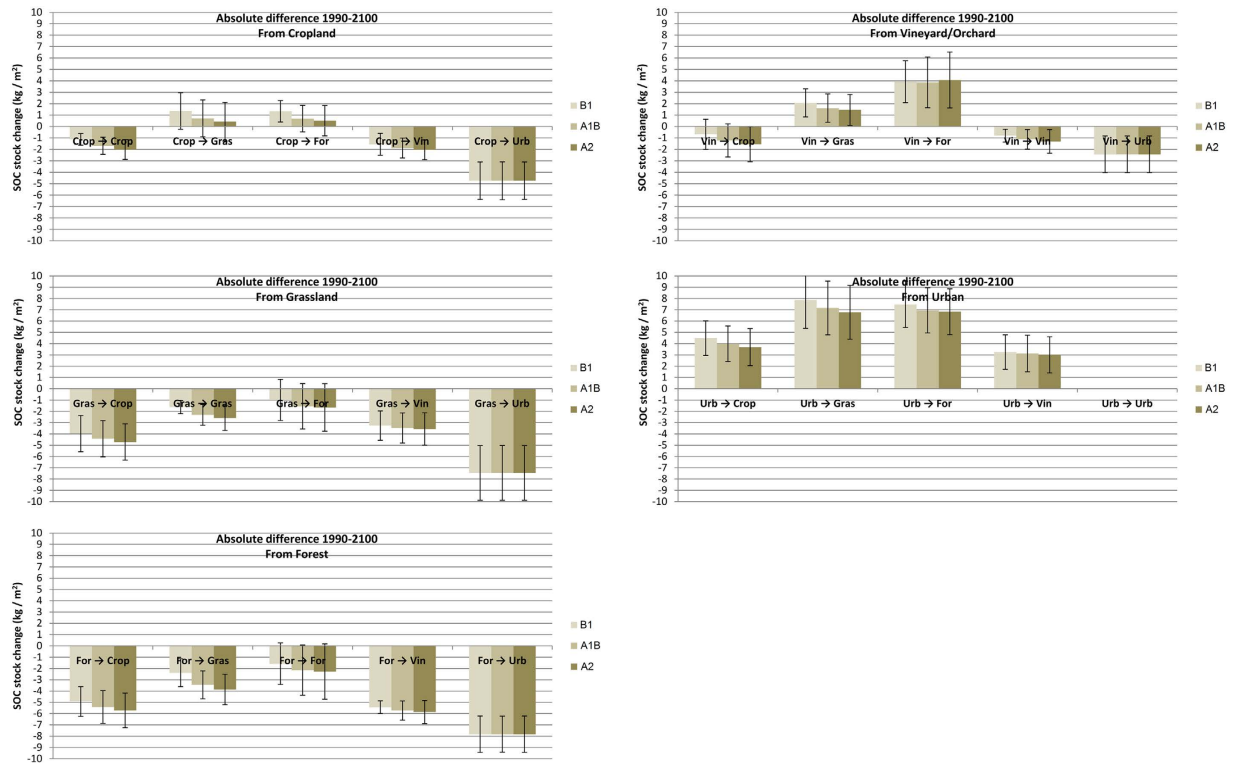 Absolute difference 1990-2100
From Cropland
SOC stock change (kg / m²)
10
9
8
7
6
5
4
3
2
1
0
-1
-2
-3
-4
-5
-6
-7
-8
-9
-10
Crop → Crop
Crop → Gras
Crop → For
Crop → Vin
Crop → Urb
B1
A1B
A2
Absolute difference 1990-2100
From Vineyard/Orchard
SOC stock change (kg / m²)
10
9
8
7
6
5
4
3
2
1
0
-1
-2
-3
-4
-5
-6
-7
-8
-9
-10
Vin → Crop
Vin → Gras
Vin → For
Vin → Vin
Vin → Urb
B1
A1B
A2
Absolute difference 1990-2100
From Grassland
SOC stock change (kg / m²)
10
9
8
7
6
5
4
3
2
1
0
-1
-2
-3
-4
-5
-6
-7
-8
-9
-10
Gras → Crop
Gras → Gras
Gras → For
Gras → Vin
Gras → Urb
B1
A1B
A2
Absolute difference 1990-2100
From Urban
SOC stock change (kg / m²)
10
9
8
7
6
5
4
3
2
1
0
-1
-2
-3
-4
-5
-6
-7
-8
-9
-10
Urb → Crop
Urb → Gras
Urb → For
Urb → Vin
Urb → Urb
B1
A1B
A2
Absolute difference 1990-2100
From Forest
SOC stock change (kg / m²)
10
9
8
7
6
5
4
3
2
1
0
-1
-2
-3
-4
-5
-6
-7
-8
-9
-10
For → Crop
For → Gras
For → For
For → Vin
For → Urb
B1
A1B
A2